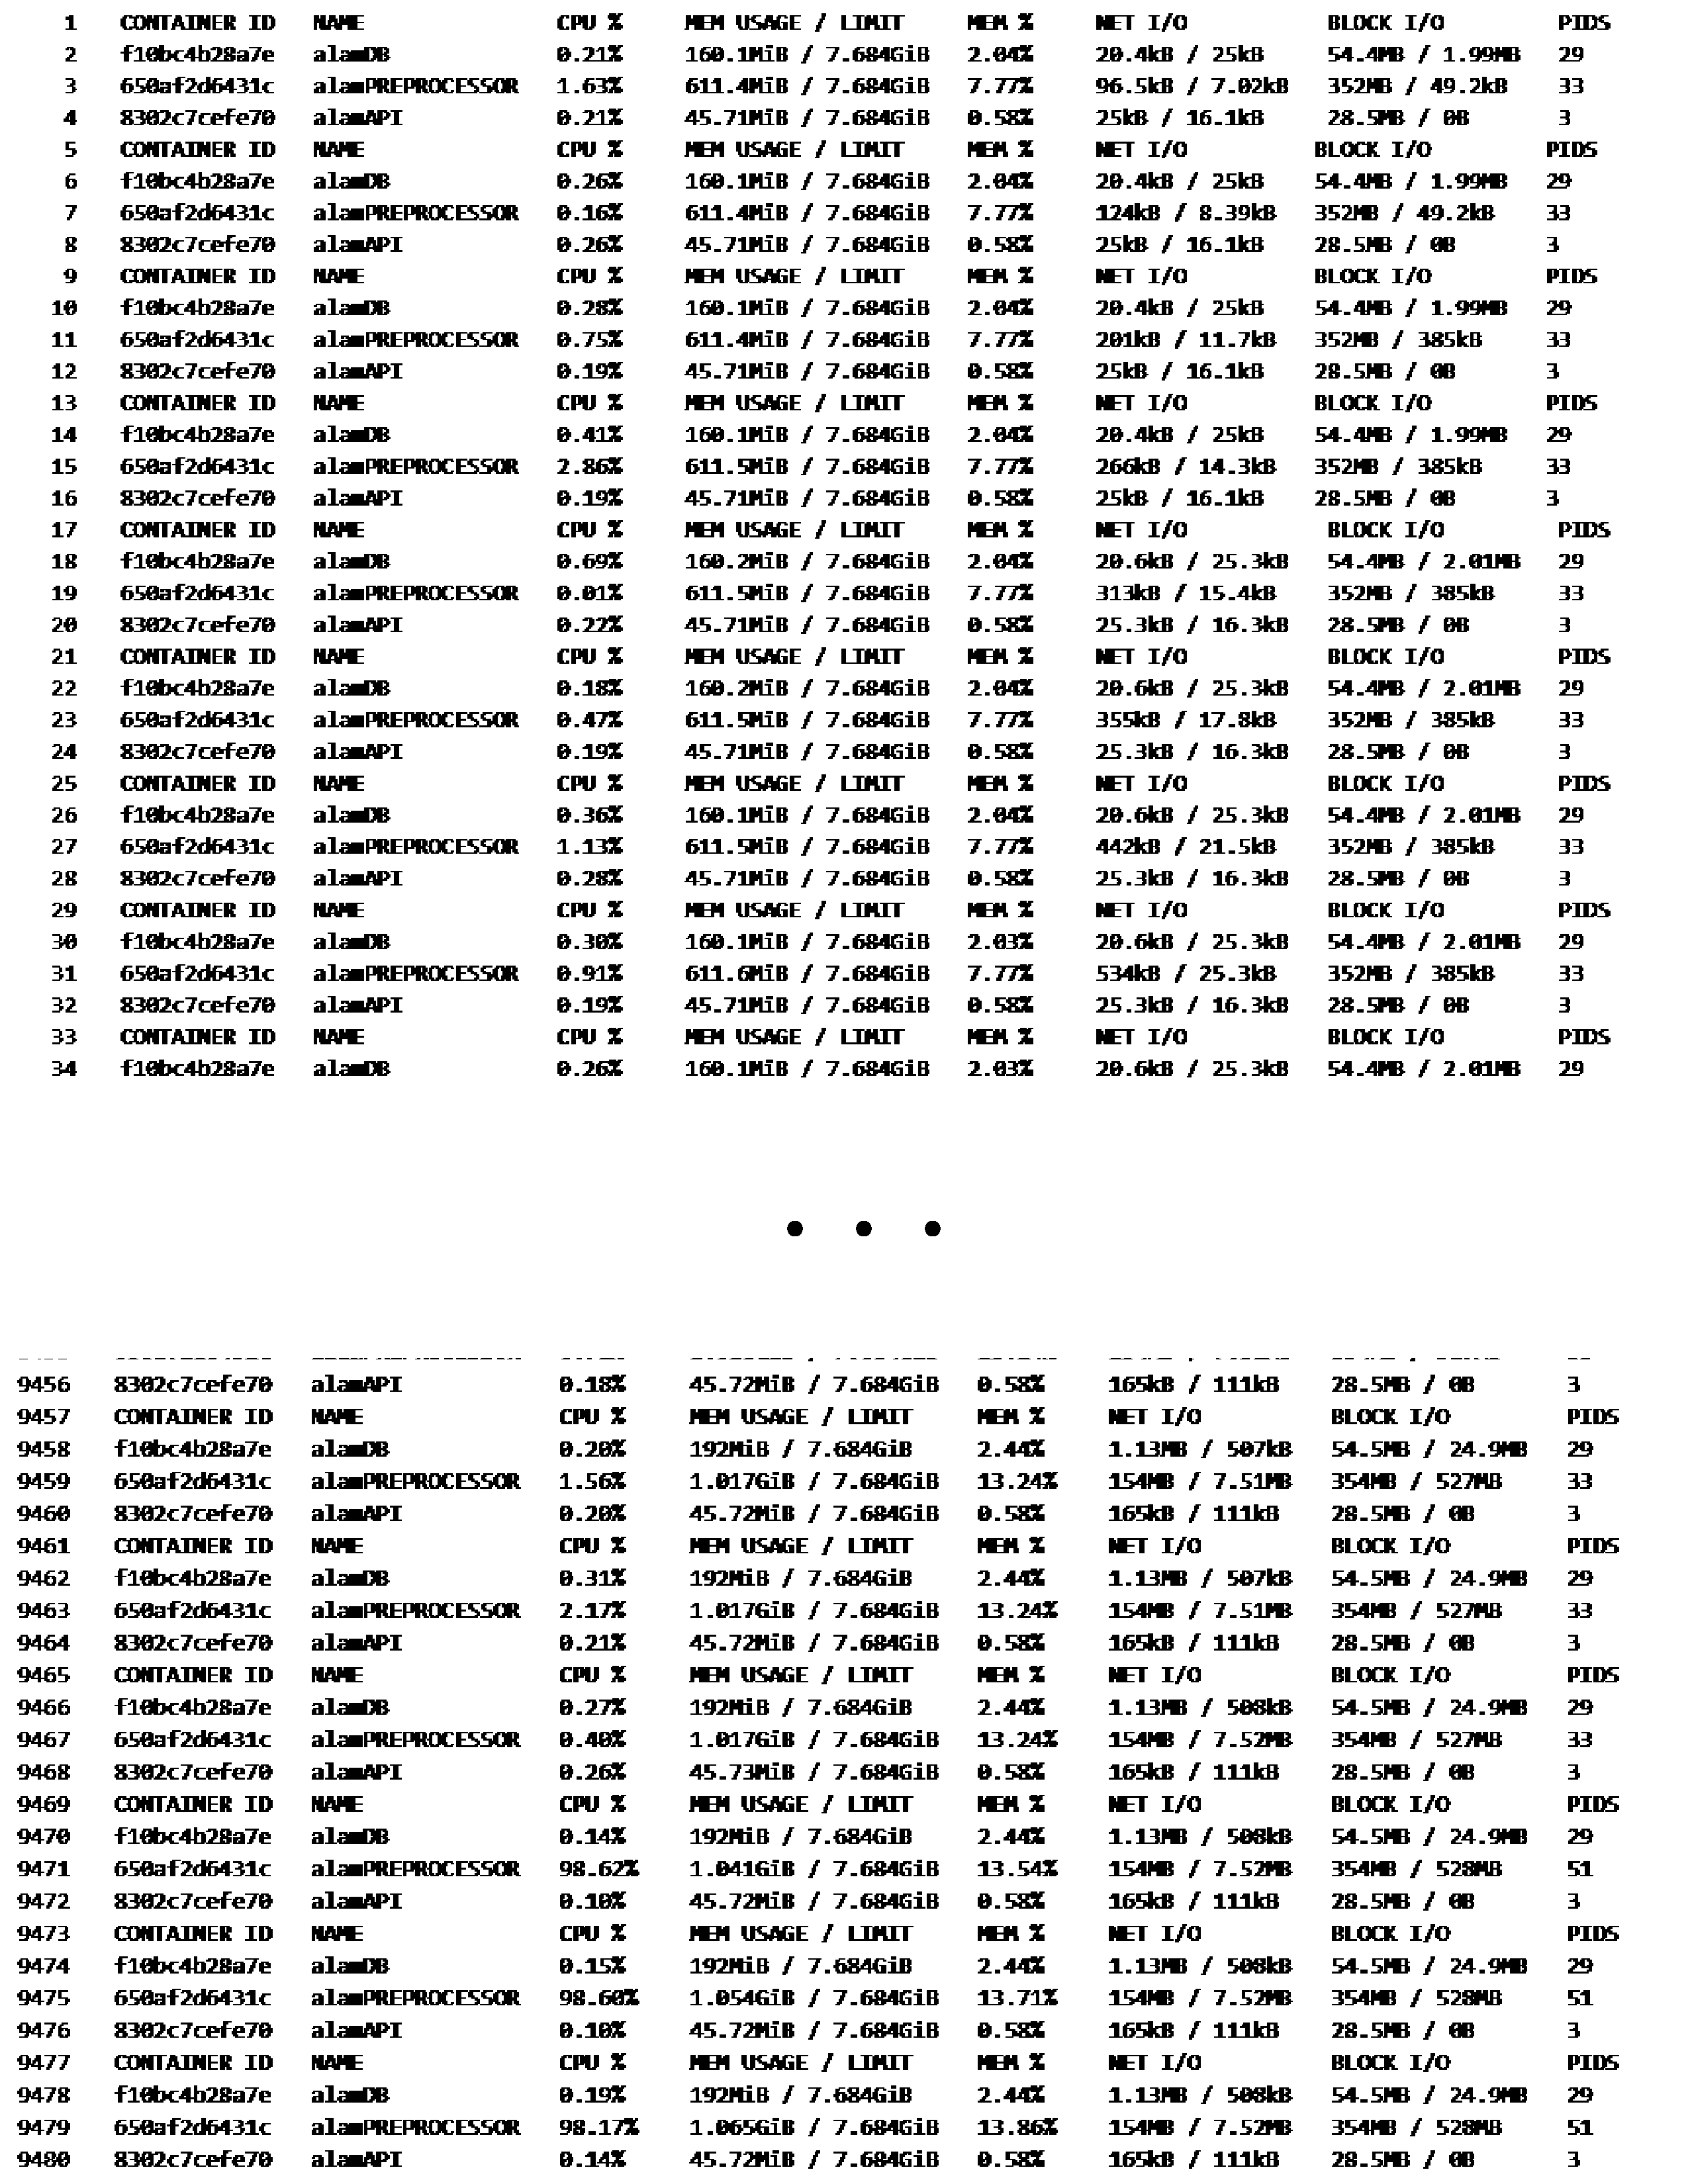 1 CONTAINER ID NAME CPU % MEM USAGE / LIMIT MEM % NET I/O BLOCK I/O PIDS
2 f10bc4b28a7e alamDB 0.21% 160.1MiB / 7.684GiB 2.04% 20.4kB / 25kB 54.4MB / 1.99MB 29
3 650af2d6431c alamPREPROCESSOR 1.63% 611.4MiB / 7.684GiB 7.77% 96.5kB / 7.02kB 352MB / 49.2kB 33
4 8302c7cefe70 alamAPI 0.21% 45.71MiB / 7.684GiB 0.58% 25kB / 16.1kB 28.5MB / 0B 3
5 CONTAINER ID NAME CPU % MEM USAGE / LIMIT MEM % NET I/O BLOCK I/O PIDS
6 f10bc4b28a7e alamDB 0.26% 160.1MiB / 7.684GiB 2.04% 20.4kB / 25kB 54.4MB / 1.99MB 29
7 650af2d6431c alamPREPROCESSOR 0.16% 611.4MiB / 7.684GiB 7.77% 124kB / 8.39kB 352MB / 49.2kB 33
8 8302c7cefe70 alamAPI 0.26% 45.71MiB / 7.684GiB 0.58% 25kB / 16.1kB 28.5MB / 0B 3
9 CONTAINER ID NAME CPU % MEM USAGE / LIMIT MEM % NET I/O BLOCK I/O PIDS
10 f10bc4b28a7e alamDB 0.28% 160.1MiB / 7.684GiB 2.04% 20.4kB / 25kB 54.4MB / 1.99MB 29
11 650af2d6431c alamPREPROCESSOR 0.75% 611.4MiB / 7.684GiB 7.77% 201kB / 11.7kB 352MB / 385kB 33
12 8302c7cefe70 alamAPI 0.19% 45.71MiB / 7.684GiB 0.58% 25kB / 16.1kB 28.5MB / 0B 3
13 CONTAINER ID NAME CPU % MEM USAGE / LIMIT MEM % NET I/O BLOCK I/O PIDS
14 f10bc4b28a7e alamDB 0.41% 160.1MiB / 7.684GiB 2.04% 20.4kB / 25kB 54.4MB / 1.99MB 29
15 650af2d6431c alamPREPROCESSOR 2.86% 611.5MiB / 7.684GiB 7.77% 266kB / 14.3kB 352MB / 385kB 33
16 8302c7cefe70 alamAPI 0.19% 45.71MiB / 7.684GiB 0.58% 25kB / 16.1kB 28.5MB / 0B 3
17 CONTAINER ID NAME CPU % MEM USAGE / LIMIT MEM % NET I/O BLOCK I/O PIDS
18 f10bc4b28a7e alamDB 0.69% 160.2MiB / 7.684GiB 2.04% 20.6kB / 25.3kB 54.4MB / 2.01MB 29
19 650af2d6431c alamPREPROCESSOR 0.01% 611.5MiB / 7.684GiB 7.77% 313kB / 15.4kB 352MB / 385kB 33
20 8302c7cefe70 alamAPI 0.22% 45.71MiB / 7.684GiB 0.58% 25.3kB / 16.3kB 28.5MB / 0B 3
21 CONTAINER ID NAME CPU % MEM USAGE / LIMIT MEM % NET I/O BLOCK I/O PIDS
22 f10bc4b28a7e alamDB 0.18% 160.2MiB / 7.684GiB 2.04% 20.6kB / 25.3kB 54.4MB / 2.01MB 29
23 650af2d6431c alamPREPROCESSOR 0.47% 611.5MiB / 7.684GiB 7.77% 355kB / 17.8kB 352MB / 385kB 33
24 8302c7cefe70 alamAPI 0.19% 45.71MiB / 7.684GiB 0.58% 25.3kB / 16.3kB 28.5MB / 0B 3
25 CONTAINER ID NAME CPU % MEM USAGE / LIMIT MEM % NET I/O BLOCK I/O PIDS
26 f10bc4b28a7e alamDB 0.36% 160.1MiB / 7.684GiB 2.04% 20.6kB / 25.3kB 54.4MB / 2.01MB 29
27 650af2d6431c alamPREPROCESSOR 1.13% 611.5MiB / 7.684GiB 7.77% 442kB / 21.5kB 352MB / 385kB 33
28 8302c7cefe70 alamAPI 0.28% 45.71MiB / 7.684GiB 0.58% 25.3kB / 16.3kB 28.5MB / 0B 3
29 CONTAINER ID NAME CPU % MEM USAGE / LIMIT MEM % NET I/O BLOCK I/O PIDS
30 f10bc4b28a7e alamDB 0.30% 160.1MiB / 7.684GiB 2.03% 20.6kB / 25.3kB 54.4MB / 2.01MB 29
31 650af2d6431c alamPREPROCESSOR 0.91% 611.6MiB / 7.684GiB 7.77% 534kB / 25.3kB 352MB / 385kB 33
32 8302c7cefe70 alamAPI 0.19% 45.71MiB / 7.684GiB 0.58% 25.3kB / 16.3kB 28.5MB / 0B 3
33 CONTAINER ID NAME CPU % MEM USAGE / LIMIT MEM % NET I/O BLOCK I/O PIDS
34 f10bc4b28a7e alamDB 0.26% 160.1MiB / 7.684GiB 2.03% 20.6kB / 25.3kB 54.4MB / 2.01MB 29
• • •
9456 8302c7cefe70 alamAPI 0.18% 45.72MiB / 7.684GiB 0.58% 165kB / 111kB 28.5MB / 0B 3
9457 CONTAINER ID NAME CPU % MEM USAGE / LIMIT MEM % NET I/O BLOCK I/O PIDS
9458 f10bc4b28a7e alamDB 0.20% 192MiB / 7.684GiB 2.44% 1.13MB / 507kB 54.5MB / 24.9MB 29
9459 650af2d6431c alamPREPROCESSOR 1.56% 1.017GiB / 7.684GiB 13.24% 154MB / 7.51MB 354MB / 527MB 33
9460 8302c7cefe70 alamAPI 0.20% 45.72MiB / 7.684GiB 0.58% 165kB / 111kB 28.5MB / 0B 3
9461 CONTAINER ID NAME CPU % MEM USAGE / LIMIT MEM % NET I/O BLOCK I/O PIDS
9462 f10bc4b28a7e alamDB 0.31% 192MiB / 7.684GiB 2.44% 1.13MB / 507kB 54.5MB / 24.9MB 29
9463 650af2d6431c alamPREPROCESSOR 2.17% 1.017GiB / 7.684GiB 13.24% 154MB / 7.51MB 354MB / 527MB 33
9464 8302c7cefe70 alamAPI 0.21% 45.72MiB / 7.684GiB 0.58% 165kB / 111kB 28.5MB / 0B 3
9465 CONTAINER ID NAME CPU % MEM USAGE / LIMIT MEM % NET I/O BLOCK I/O PIDS
9466 f10bc4b28a7e alamDB 0.27% 192MiB / 7.684GiB 2.44% 1.13MB / 508kB 54.5MB / 24.9MB 29
9467 650af2d6431c alamPREPROCESSOR 0.40% 1.017GiB / 7.684GiB 13.24% 154MB / 7.52MB 354MB / 527MB 33
9468 8302c7cefe70 alamAPI 0.26% 45.73MiB / 7.684GiB 0.58% 165kB / 111kB 28.5MB / 0B 3
9469 CONTAINER ID NAME CPU % MEM USAGE / LIMIT MEM % NET I/O BLOCK I/O PIDS
9470 f10bc4b28a7e alamDB 0.14% 192MiB / 7.684GiB 2.44% 1.13MB / 508kB 54.5MB / 24.9MB 29
9471 650af2d6431c alamPREPROCESSOR 98.62% 1.041GiB / 7.684GiB 13.54% 154MB / 7.52MB 354MB / 528MB 51
9472 8302c7cefe70 alamAPI 0.10% 45.72MiB / 7.684GiB 0.58% 165kB / 111kB 28.5MB / 0B 3
9473 CONTAINER ID NAME CPU % MEM USAGE / LIMIT MEM % NET I/O BLOCK I/O PIDS
9474 f10bc4b28a7e alamDB 0.15% 192MiB / 7.684GiB 2.44% 1.13MB / 508kB 54.5MB / 24.9MB 29
9475 650af2d6431c alamPREPROCESSOR 98.60% 1.054GiB / 7.684GiB 13.71% 154MB / 7.52MB 354MB / 528MB 51
9476 8302c7cefe70 alamAPI 0.10% 45.72MiB / 7.684GiB 0.58% 165kB / 111kB 28.5MB / 0B 3
9477 CONTAINER ID NAME CPU % MEM USAGE / LIMIT MEM % NET I/O BLOCK I/O PIDS
9478 f10bc4b28a7e alamDB 0.19% 192MiB / 7.684GiB 2.44% 1.13MB / 508kB 54.5MB / 24.9MB 29
9479 650af2d6431c alamPREPROCESSOR 98.17% 1.065GiB / 7.684GiB 13.86% 154MB / 7.52MB 354MB / 528MB 51
9480 8302c7cefe70 alamAPI 0.14% 45.72MiB / 7.684GiB 0.58% 165kB / 111kB 28.5MB / 0B 3